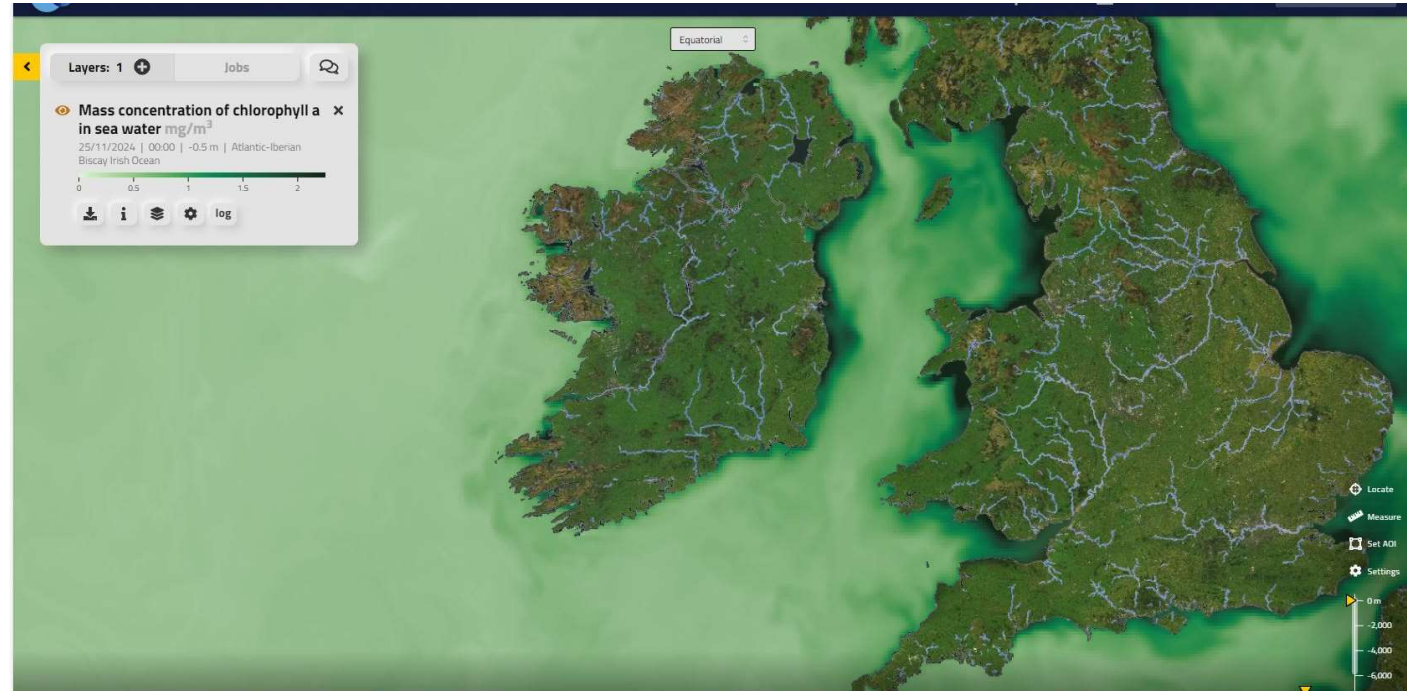 Equatorial
Layers: 1
Jobs
Mass concentration of chlorophyll a
in sea water mg/m³
25/11/2024 | 00:00 | -0.5 m | Atlantic-Iberian
Biscay Irish Ocean
0 0.5 1 1.5 2
i
log
Locate
Measure
Set AOI
Settings
0 m
-2,000
-4,000
-6,000